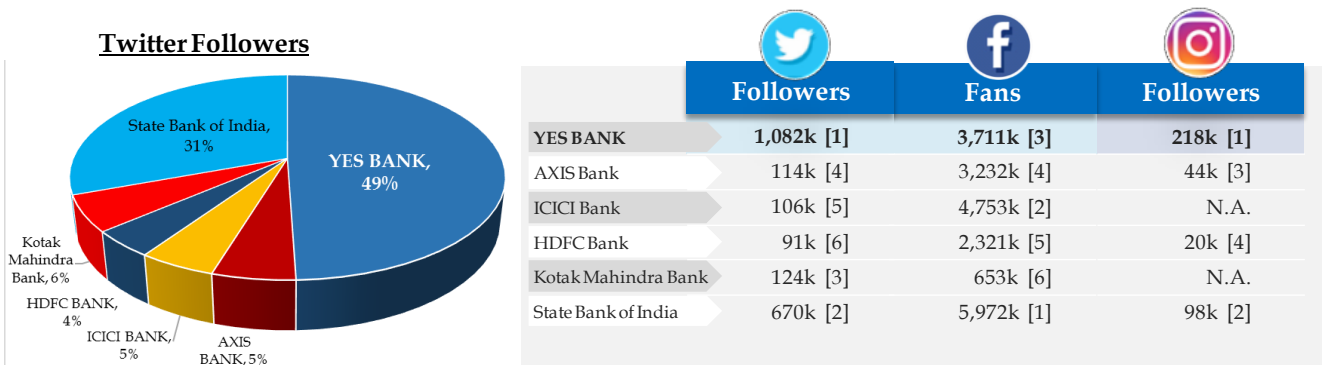 Twitter Followers
State Bank of India,
31%
YES BANK,
49%
Kotak
Mahindra
Bank, 6%
HDFC BANK,
4%
ICICI BANK,
5%
AXIS
BANK, 5%
Followers Fans Followers
YES BANK 1,082k [1] 3,711k [3] 218k [1]
AXIS Bank 114k [4] 3,232k [4] 44k [3]
ICICI Bank 106k [5] 4,753k [2] N.A.
HDFC Bank 91k [6] 2,321k [5] 20k [4]
Kotak Mahindra Bank 124k [3] 653k [6] N.A.
State Bank of India 670k [2] 5,972k [1] 98k [2]